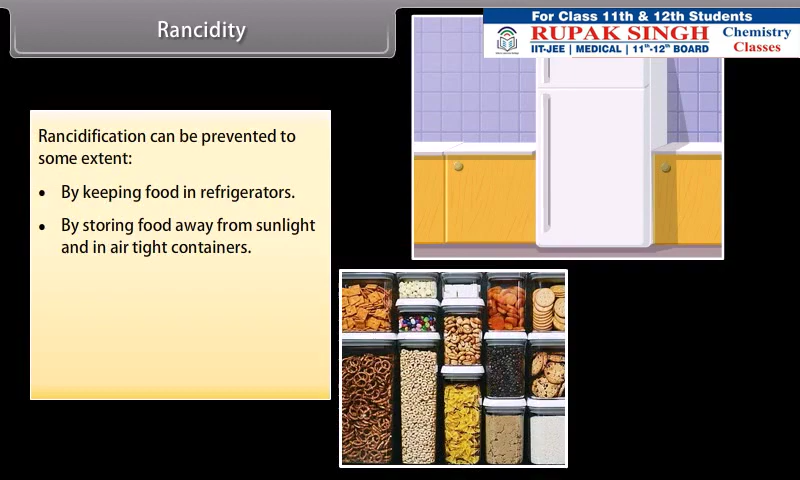 Rancidity
For Class 11th & 12th Students
RUPAK SINGH
IIT-JEE | MEDICAL | 11th-12th BOARD
Chemistry
Classes
Rancidification can be prevented to
some extent:
• By keeping food in refrigerators.
• By storing food away from sunlight
and in air tight containers.